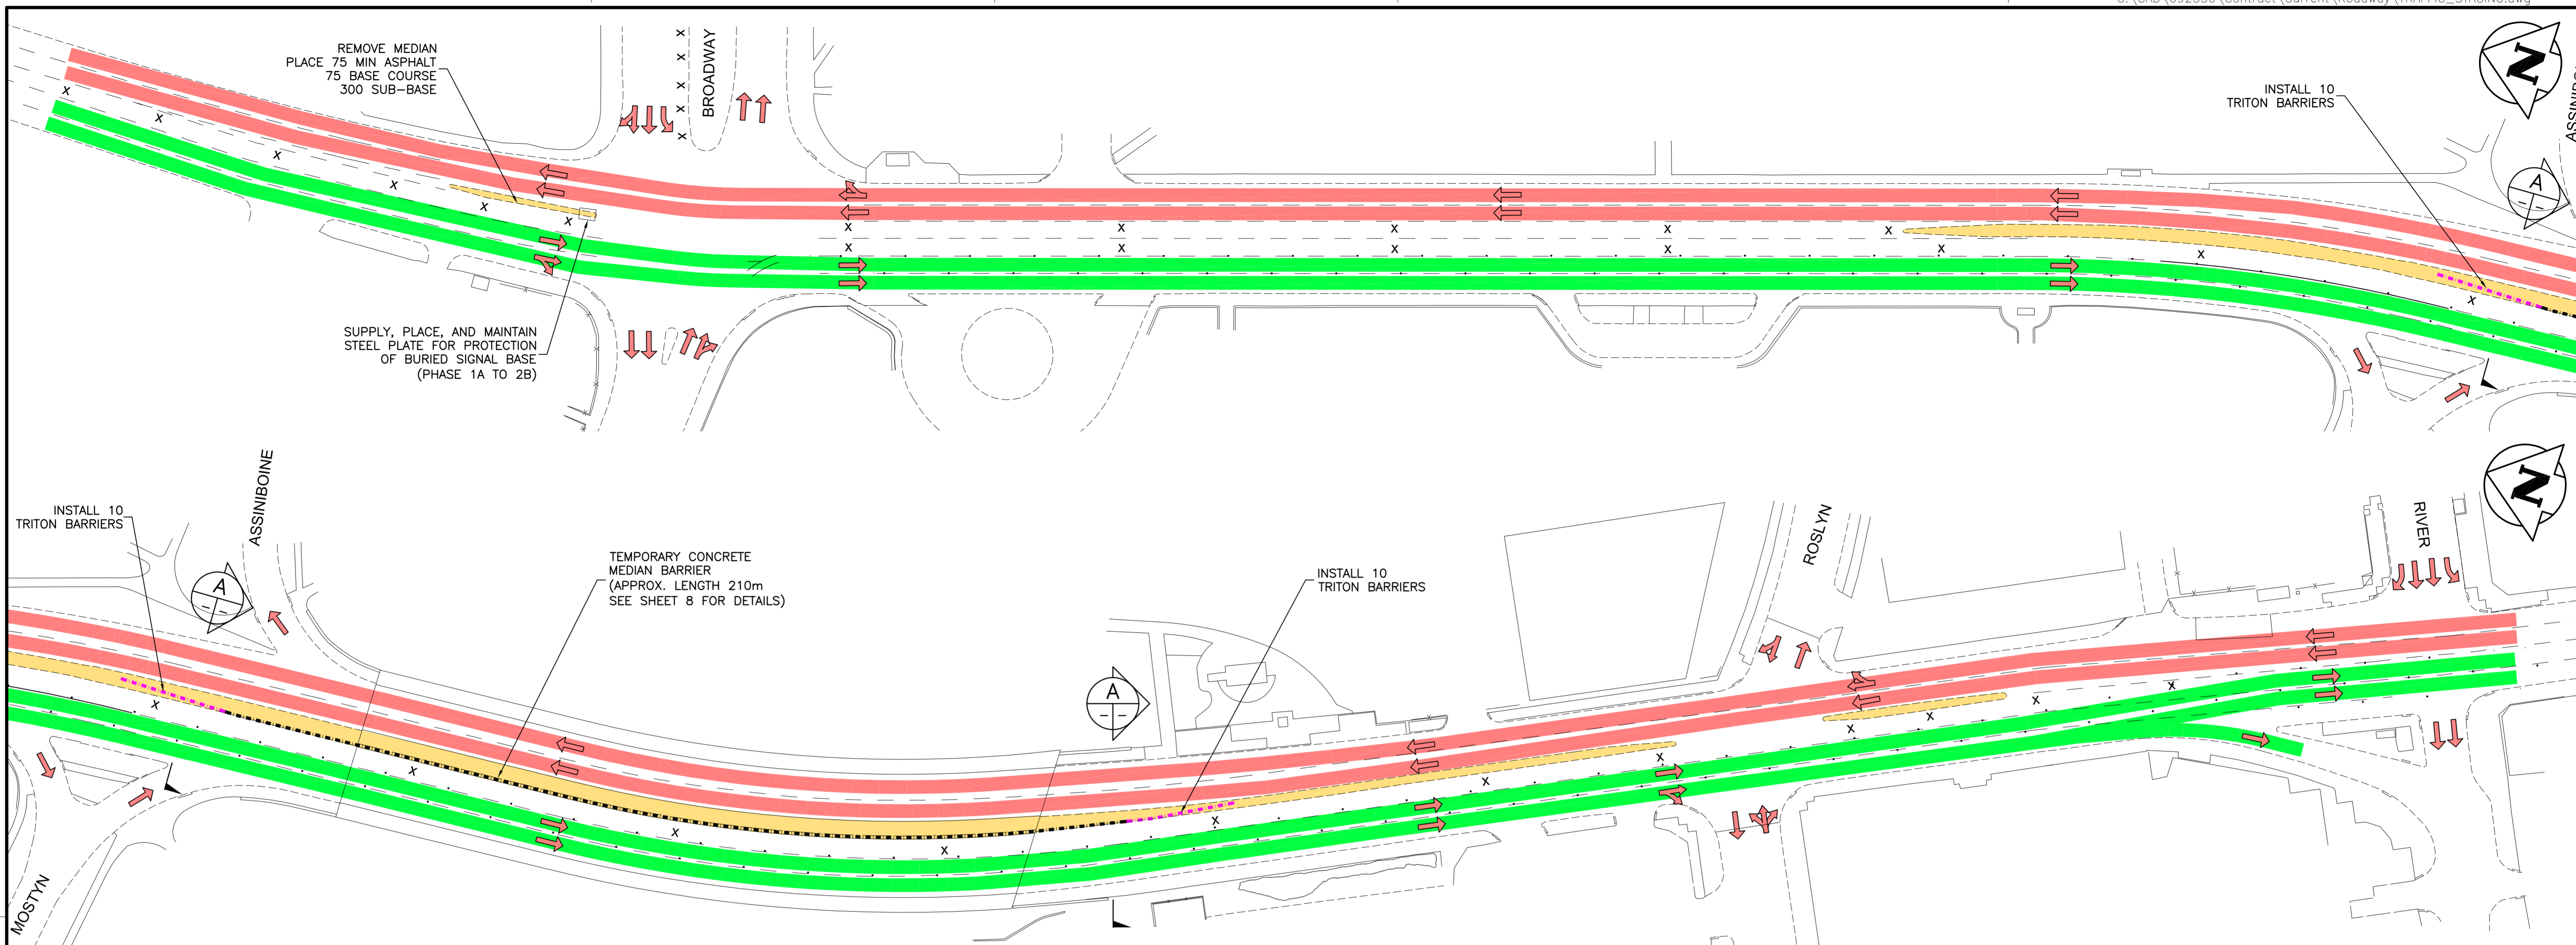 REMOVE MEDIAN
PLACE 75 MIN ASPHALT
75 BASE COURSE
300 SUB-BASE
BROADWAY
INSTALL 10
TRITON BARRIERS
N
A
SUPPLY, PLACE, AND MAINTAIN
STEEL PLATE FOR PROTECTION
OF BURIED SIGNAL BASE
(PHASE 1A TO 2B)
INSTALL 10
TRITON BARRIERS
ASSINIBOINE
A
TEMPORARY CONCRETE
MEDIAN BARRIER
(APPROX. LENGTH 210m
SEE SHEET 8 FOR DETAILS)
A
INSTALL 10
TRITON BARRIERS
ROSLYN
RIVER
N
MOSTYN